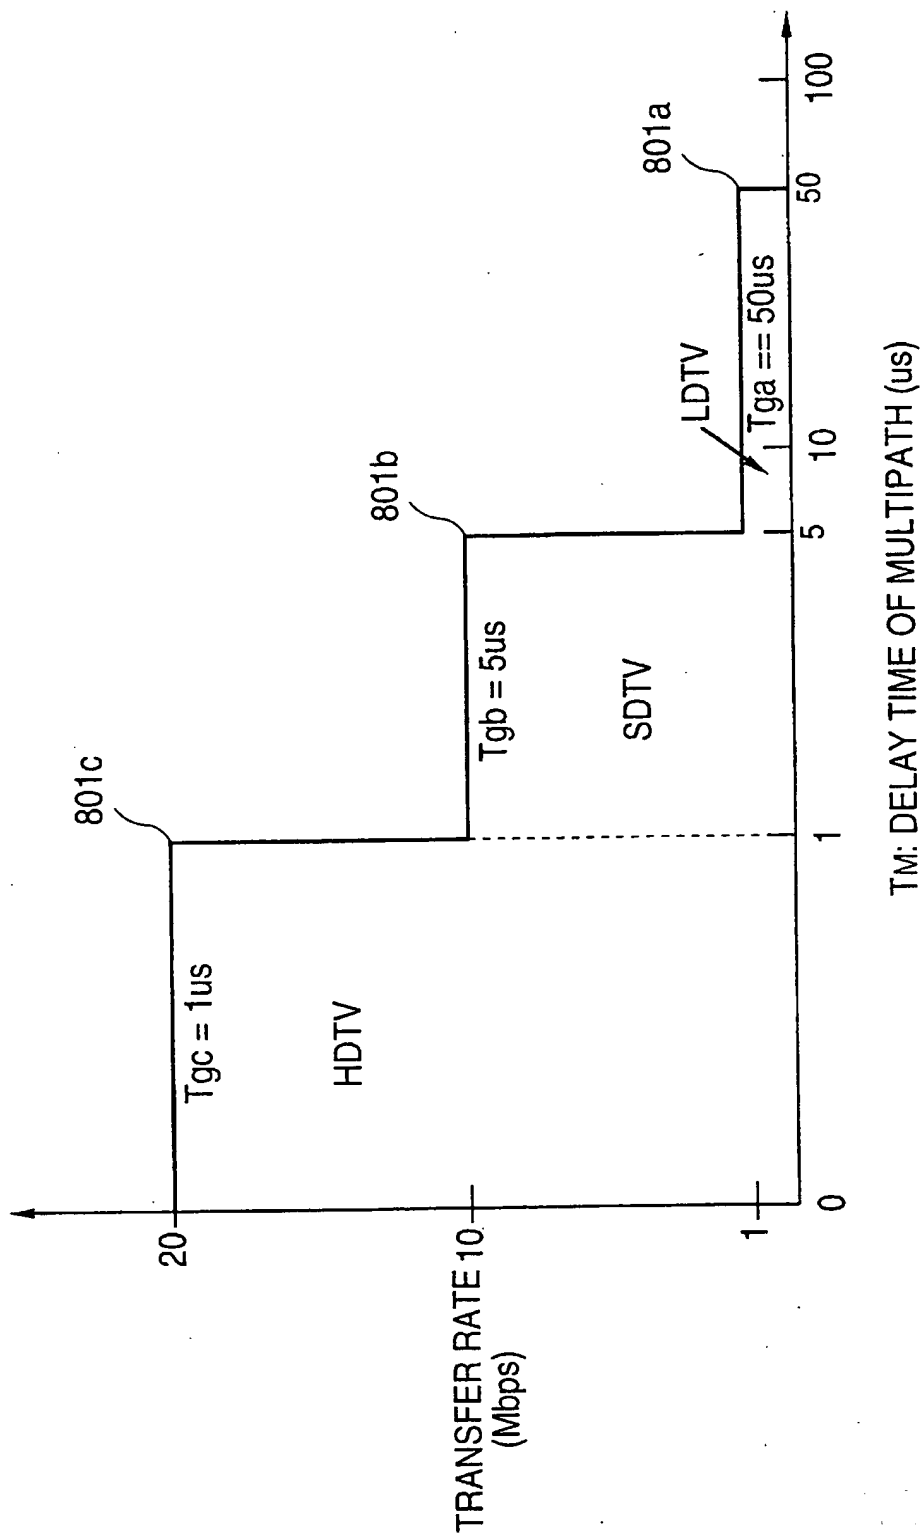 TRANSFER RATE
(Mbps)
20
10
1
0
1
5
10
50
100
801c
Tgc = 1us
HDTV
801b
Tgb = 5us
SDTV
801a
LDTV
Tga == 50us
TM: DELAY TIME OF MULTIPATH (us)